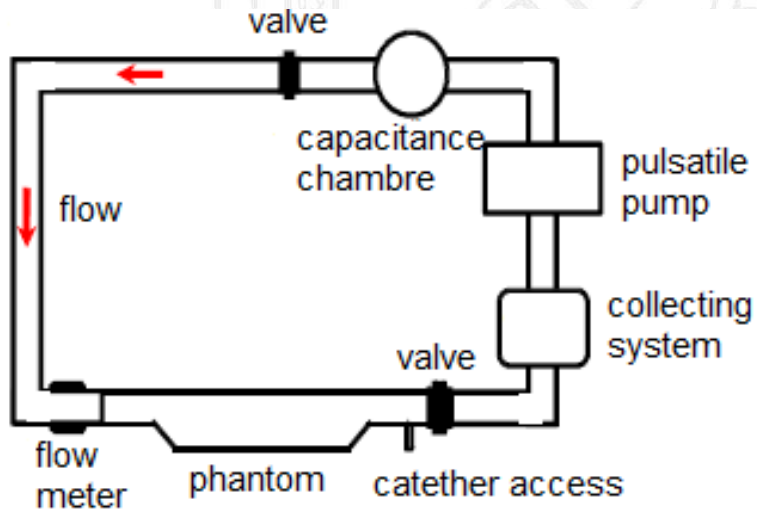 valve
capacitance
chambre
pulsatile
pump
flow
collecting
system
valve
flow
meter
phantom
catether access